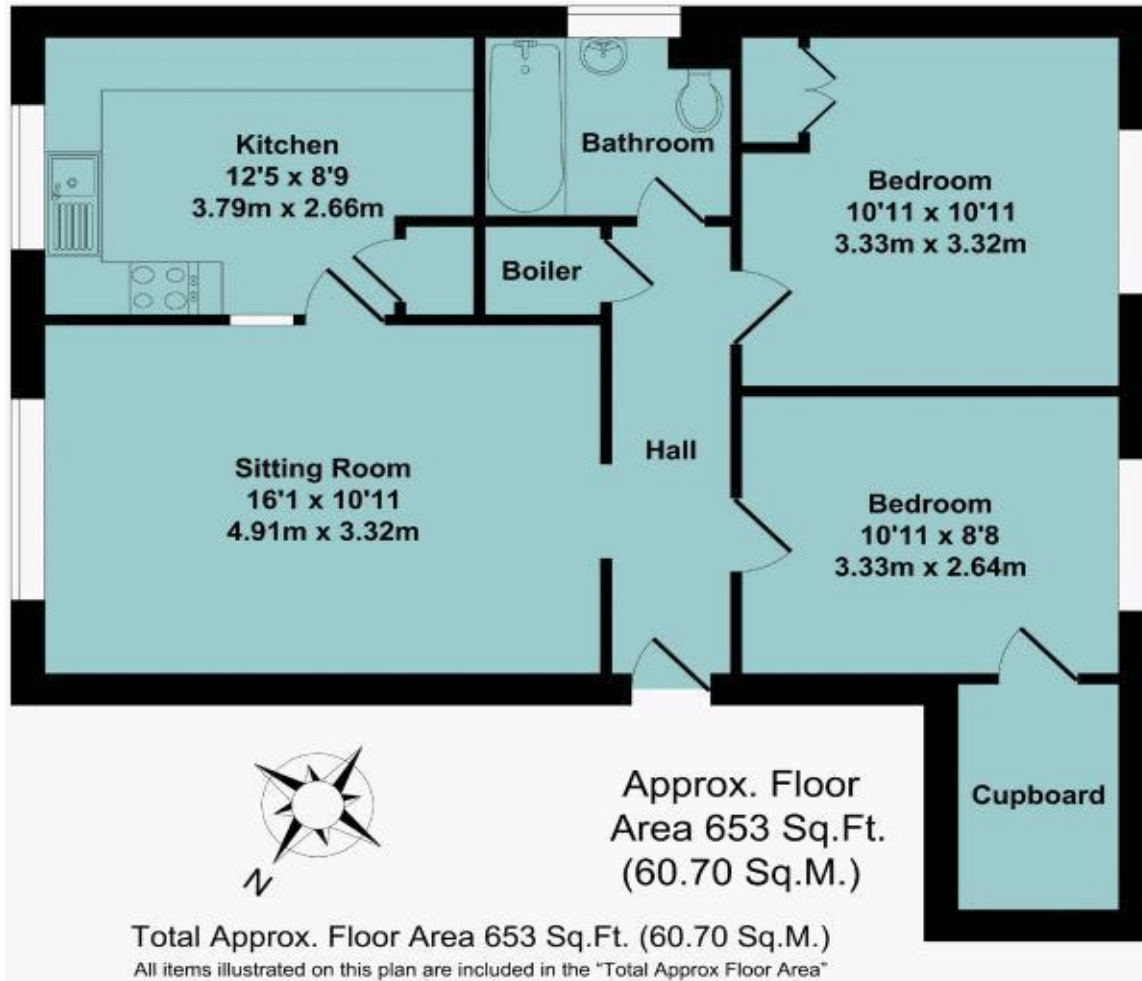 Kitchen
12'5 x 8'9
3.79m x 2.66m
Bathroom
Bedroom
10'11 x 10'11
3.33m x 3.32m
Boiler
Hall
Sitting Room
16'1 x 10'11
4.91m x 3.32m
Bedroom
10'11 x 8'8
3.33m x 2.64m
Cupboard
N
Approx. Floor
Area 653 Sq.Ft.
(60.70 Sq.M.)
Total Approx. Floor Area 653 Sq.Ft. (60.70 Sq.M.)
All items illustrated on this plan are included in the "Total Approx Floor Area"